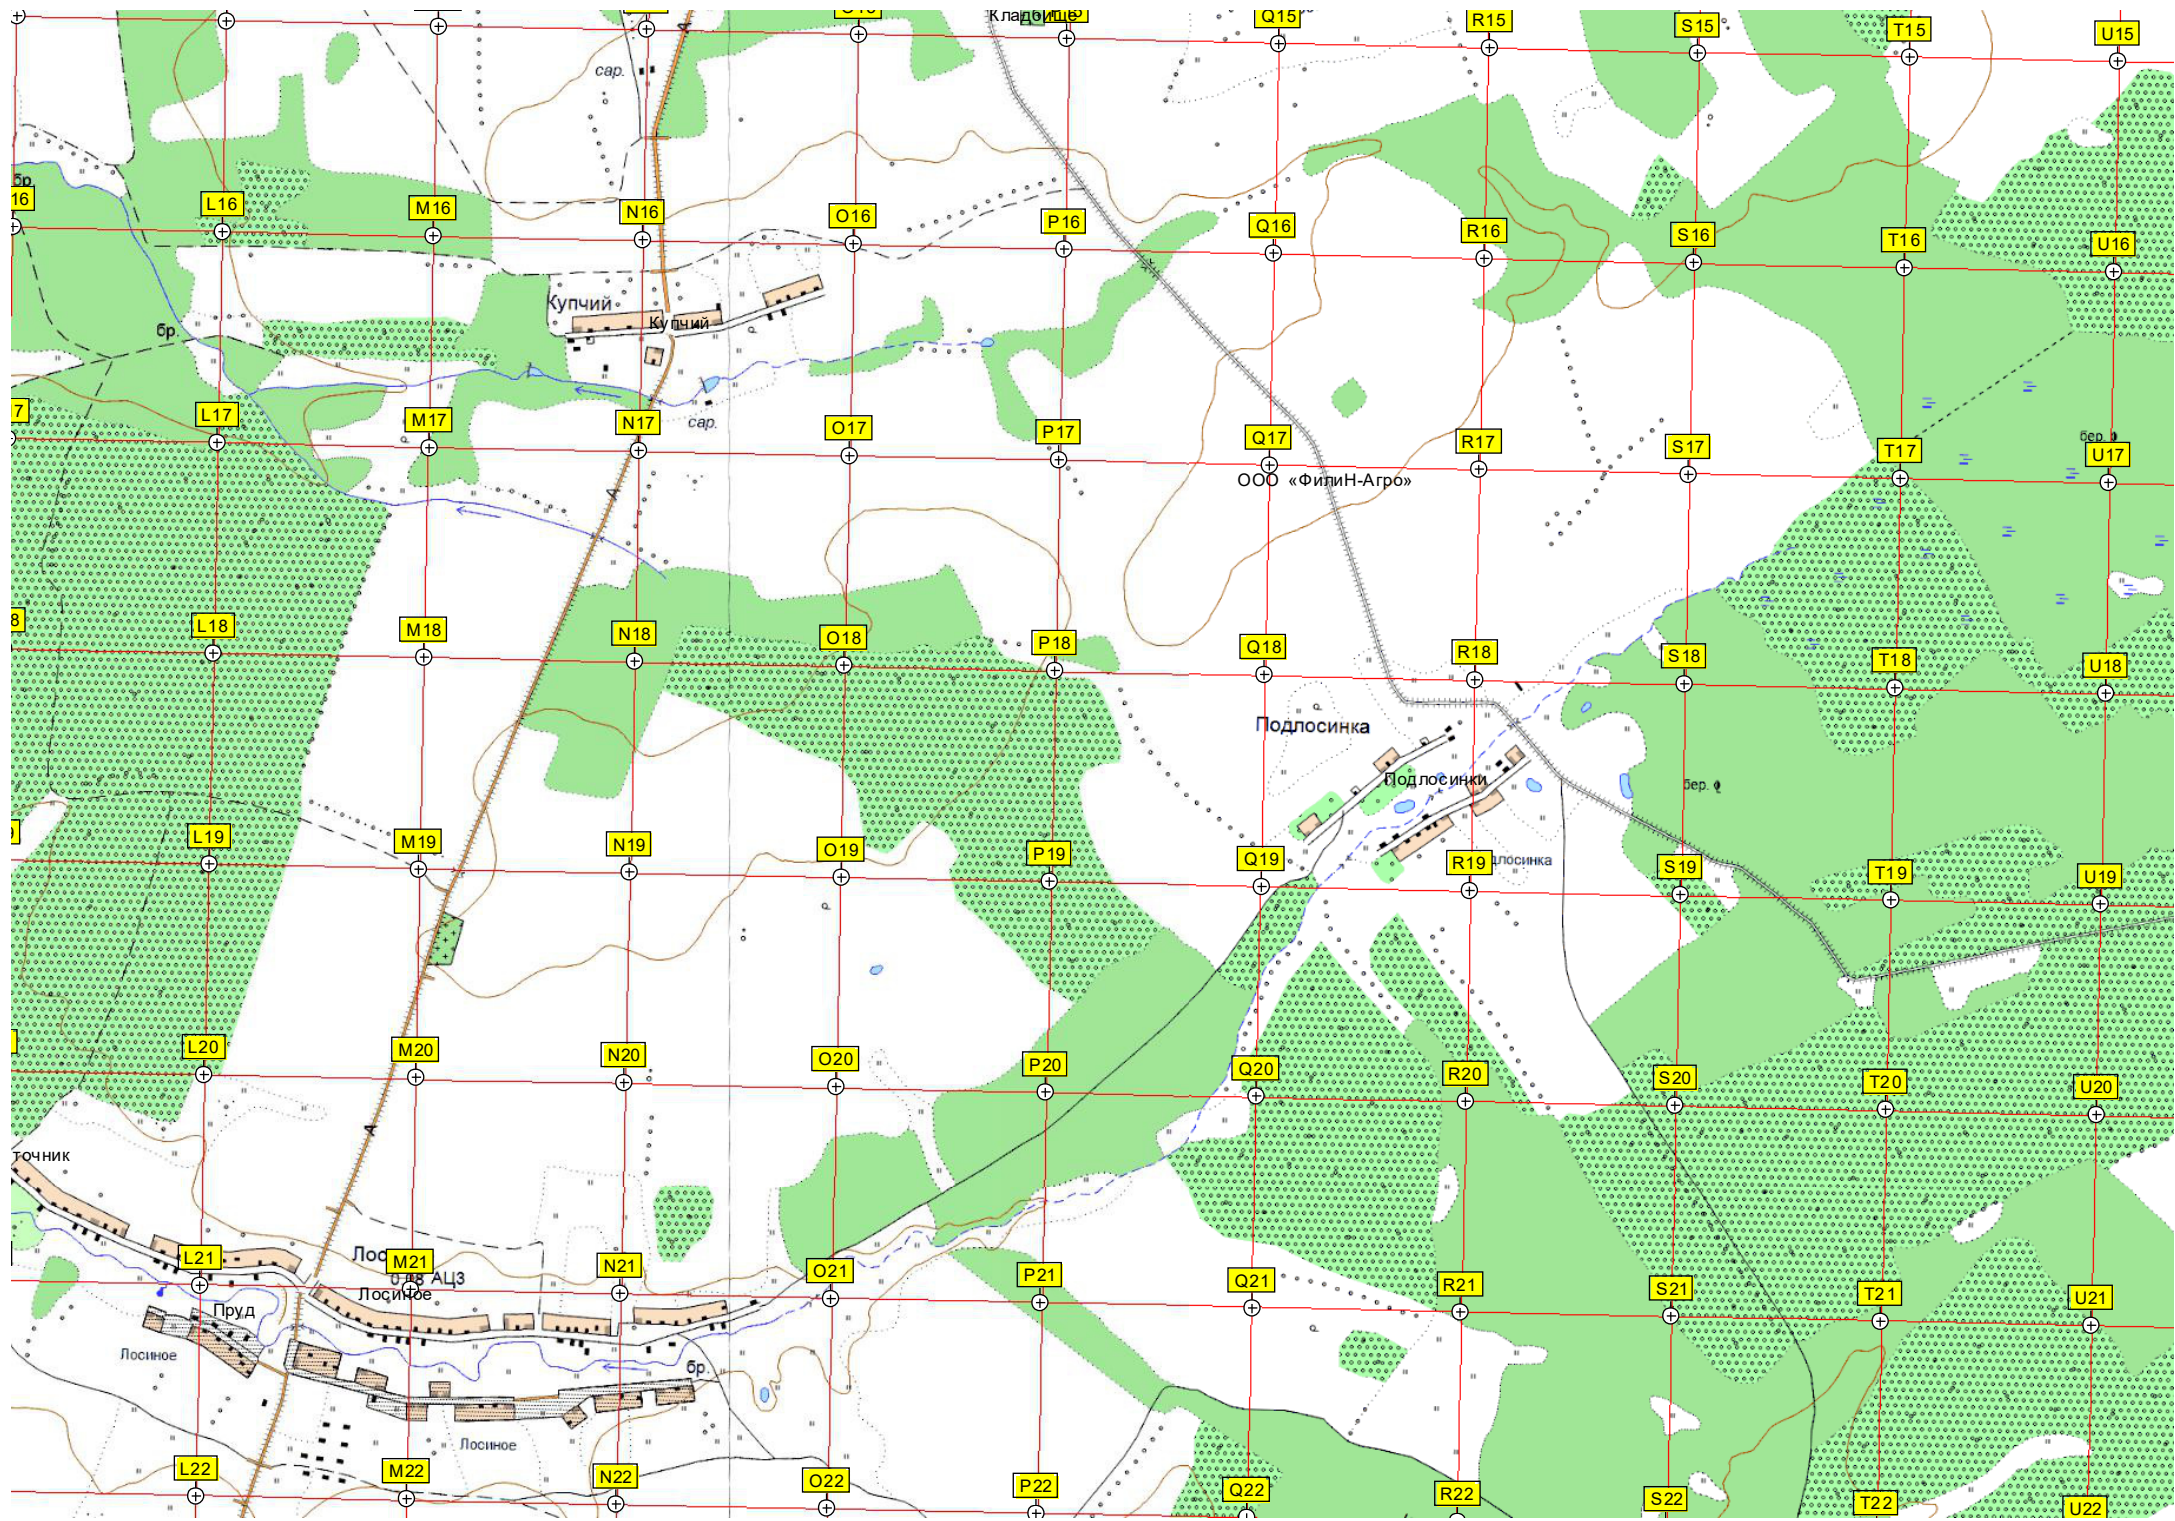 Кладбище
Q15
R15
S15
T15
U15
сар.
А
бр.
16
L16
M16
N16
O16
P16
Q16
R16
S16
T16
U16
Купчий
Купчий
бр.
7
L17
M17
N17
сар.
O17
P17
Q17
R17
S17
T17
бер. ф
U17
ООО «ФилиН-Агро»
А
8
L18
M18
N18
O18
P18
Q18
R18
S18
T18
U18
Подлосинка
Подлосинки
бер. ф
9
L19
M19
N19
O19
P19
Q19
R19
длосинка
S19
T19
U19
L20
M20
N20
O20
P20
Q20
R20
S20
T20
U20
А
точник
L21
Лос
M21
АЦЗ
Лосиное
N21
O21
P21
Q21
R21
S21
T21
U21
Пруд
Лосиное
бр.
Лосиное
L22
M22
N22
O22
P22
Q22
R22
S22
T22
U22